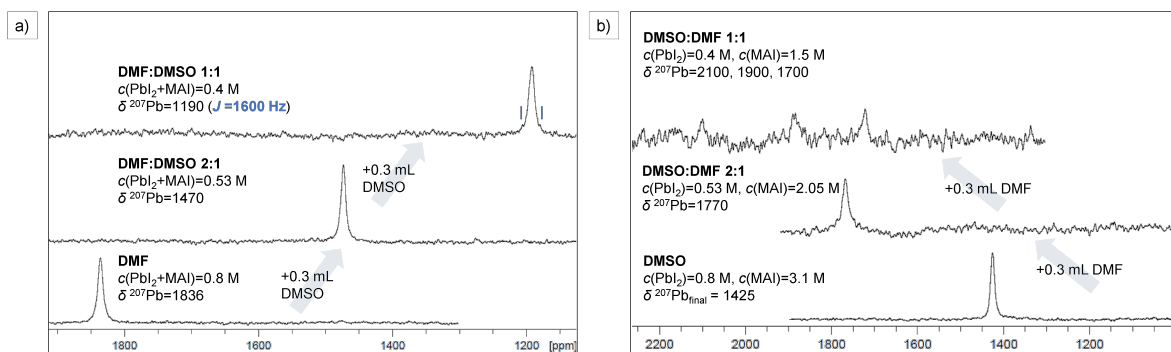 a)
DMF:DMSO 1:1
c(PbI₂+MAI)=0.4 M
δ ²⁰⁷Pb=1190 (J =1600 Hz)
DMF:DMSO 2:1
c(PbI₂+MAI)=0.53 M
δ ²⁰⁷Pb=1470
+0.3 mL
DMSO
DMF
c(PbI₂+MAI)=0.8 M
δ ²⁰⁷Pb=1836
+0.3 mL
DMSO
1800 1600 1400 1200 [ppm]
b)
DMSO:DMF 1:1
c(PbI₂)=0.4 M, c(MAI)=1.5 M
δ ²⁰⁷Pb=2100, 1900, 1700
+0.3 mL DMF
DMSO:DMF 2:1
c(PbI₂)=0.53 M, c(MAI)=2.05 M
δ ²⁰⁷Pb=1770
+0.3 mL DMF
DMSO
c(PbI₂)=0.8 M, c(MAI)=3.1 M
δ ²⁰⁷Pb_final = 1425
2200 2000 1800 1600 1400 1200